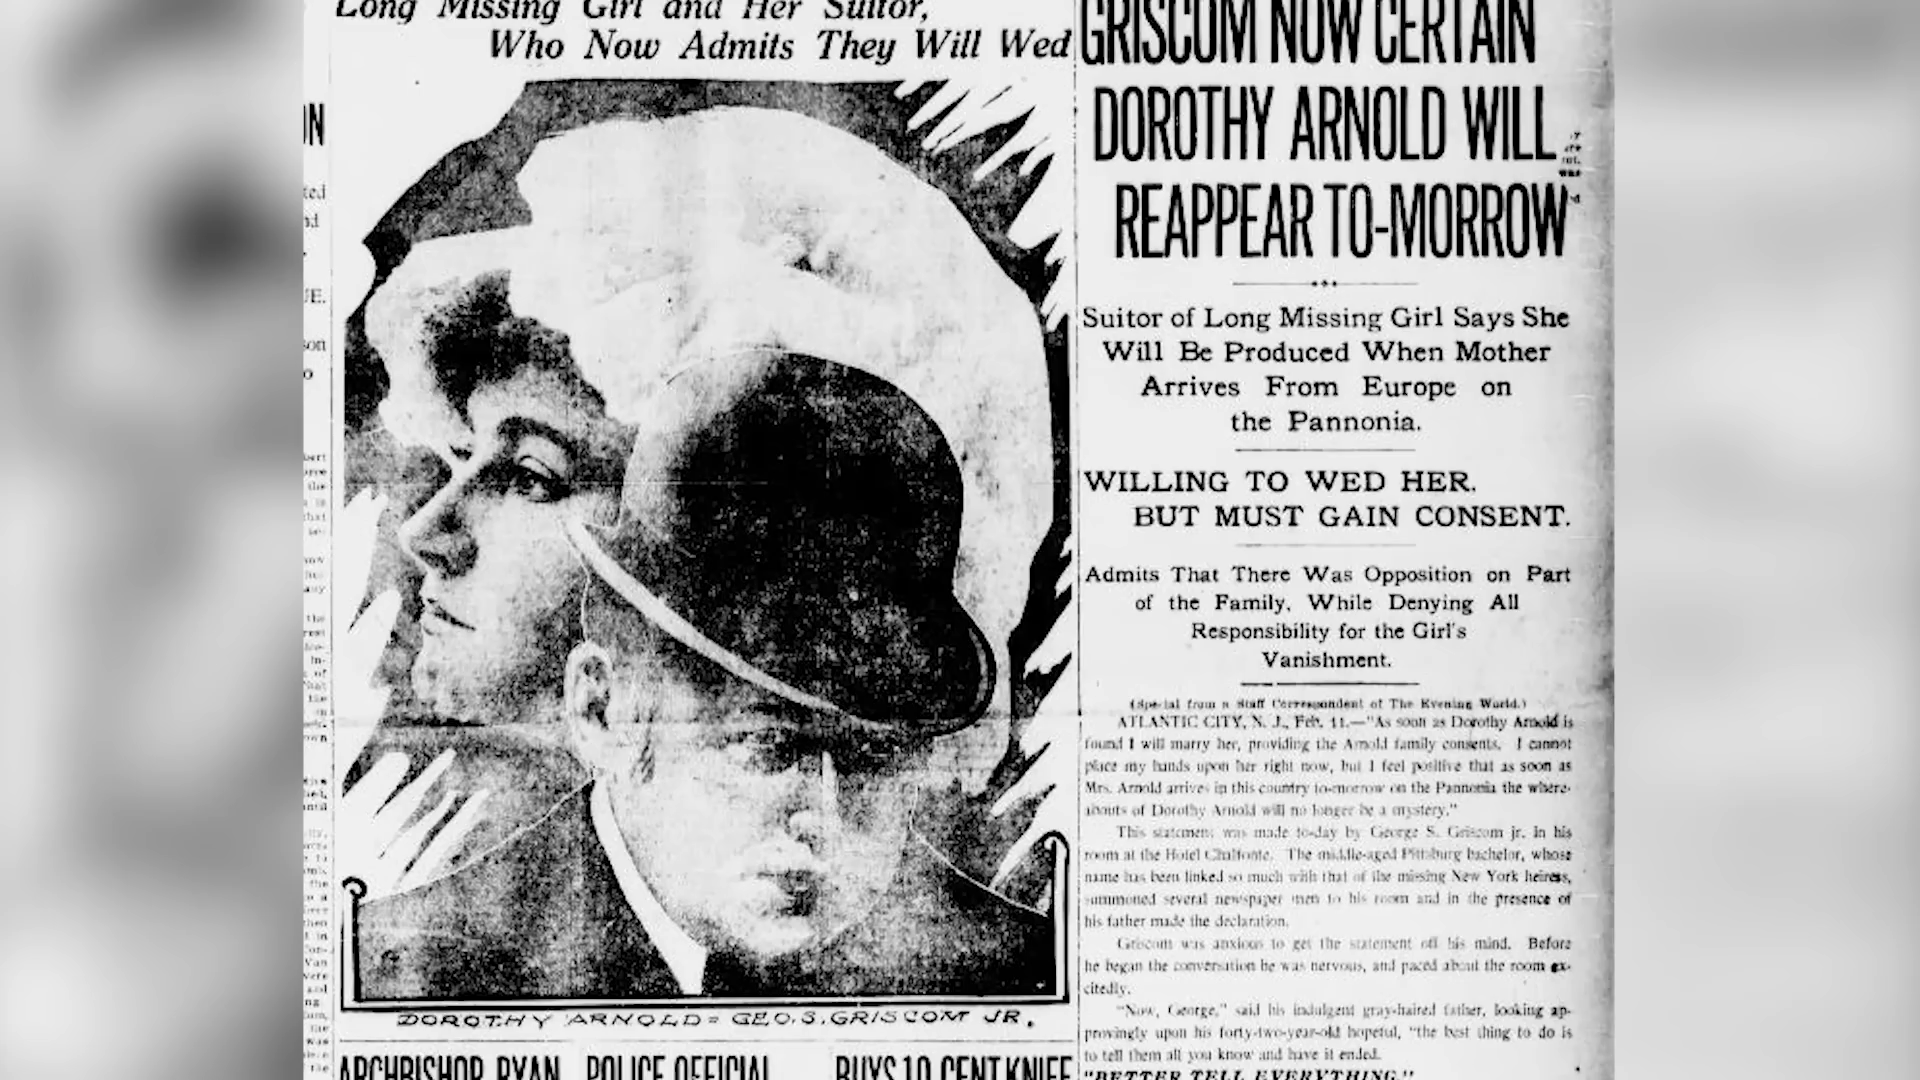 Long Missing Girl and Her Suitor,
Who Now Admits They Will Wed
GRISCOM NOW CERTAIN
DOROTHY ARNOLD WILL
REAPPEAR TO-MORROW
Suitor of Long Missing Girl Says She
Will Be Produced When Mother
Arrives From Europe on
the Pannonia.
WILLING TO WED HER.
BUT MUST GAIN CONSENT.
Admits That There Was Opposition on Part
of the Family, While Denying All
Responsibility for the Girl's
Vanishment.
(Special from a Staff Correspondent of The Evening World.)
ATLANTIC CITY, N. J., Feb. 11.—"As soon as Dorothy Arnold is
found I will marry her, providing the Arnold family consents. I cannot
place my hands upon her right now, but I feel positive that as soon as
Mrs. Arnold arrives in this country to-morrow on the Pannonia the where-
abouts of Dorothy Arnold will no longer be a mystery."
This statement was made to-day by George S. Griscom jr. in his
room at the Hotel Chalfonte. The middle-aged Pittsburg bachelor, whose
name has been linked so much with that of the missing New York heiress,
summoned several newspaper men to his room and in the presence of
his father made the declaration.
Griscom was anxious to get the statement off his mind. Before
he began the conversation he was nervous, and paced about the room ex-
citedly.
"Now, George," said his indulgent gray-haired father, looking ap-
provingly upon his forty-two-year-old hopeful, "the best thing to do is
to tell them all you know and have it ended.
"BETTER TELL EVERYTHING."
DOROTHY ARNOLD = GEO. S. GRISCOM JR.
ARCHBISHOP RYAN
POLICE OFFICIAL
BUYS 10 CENT KNIFE